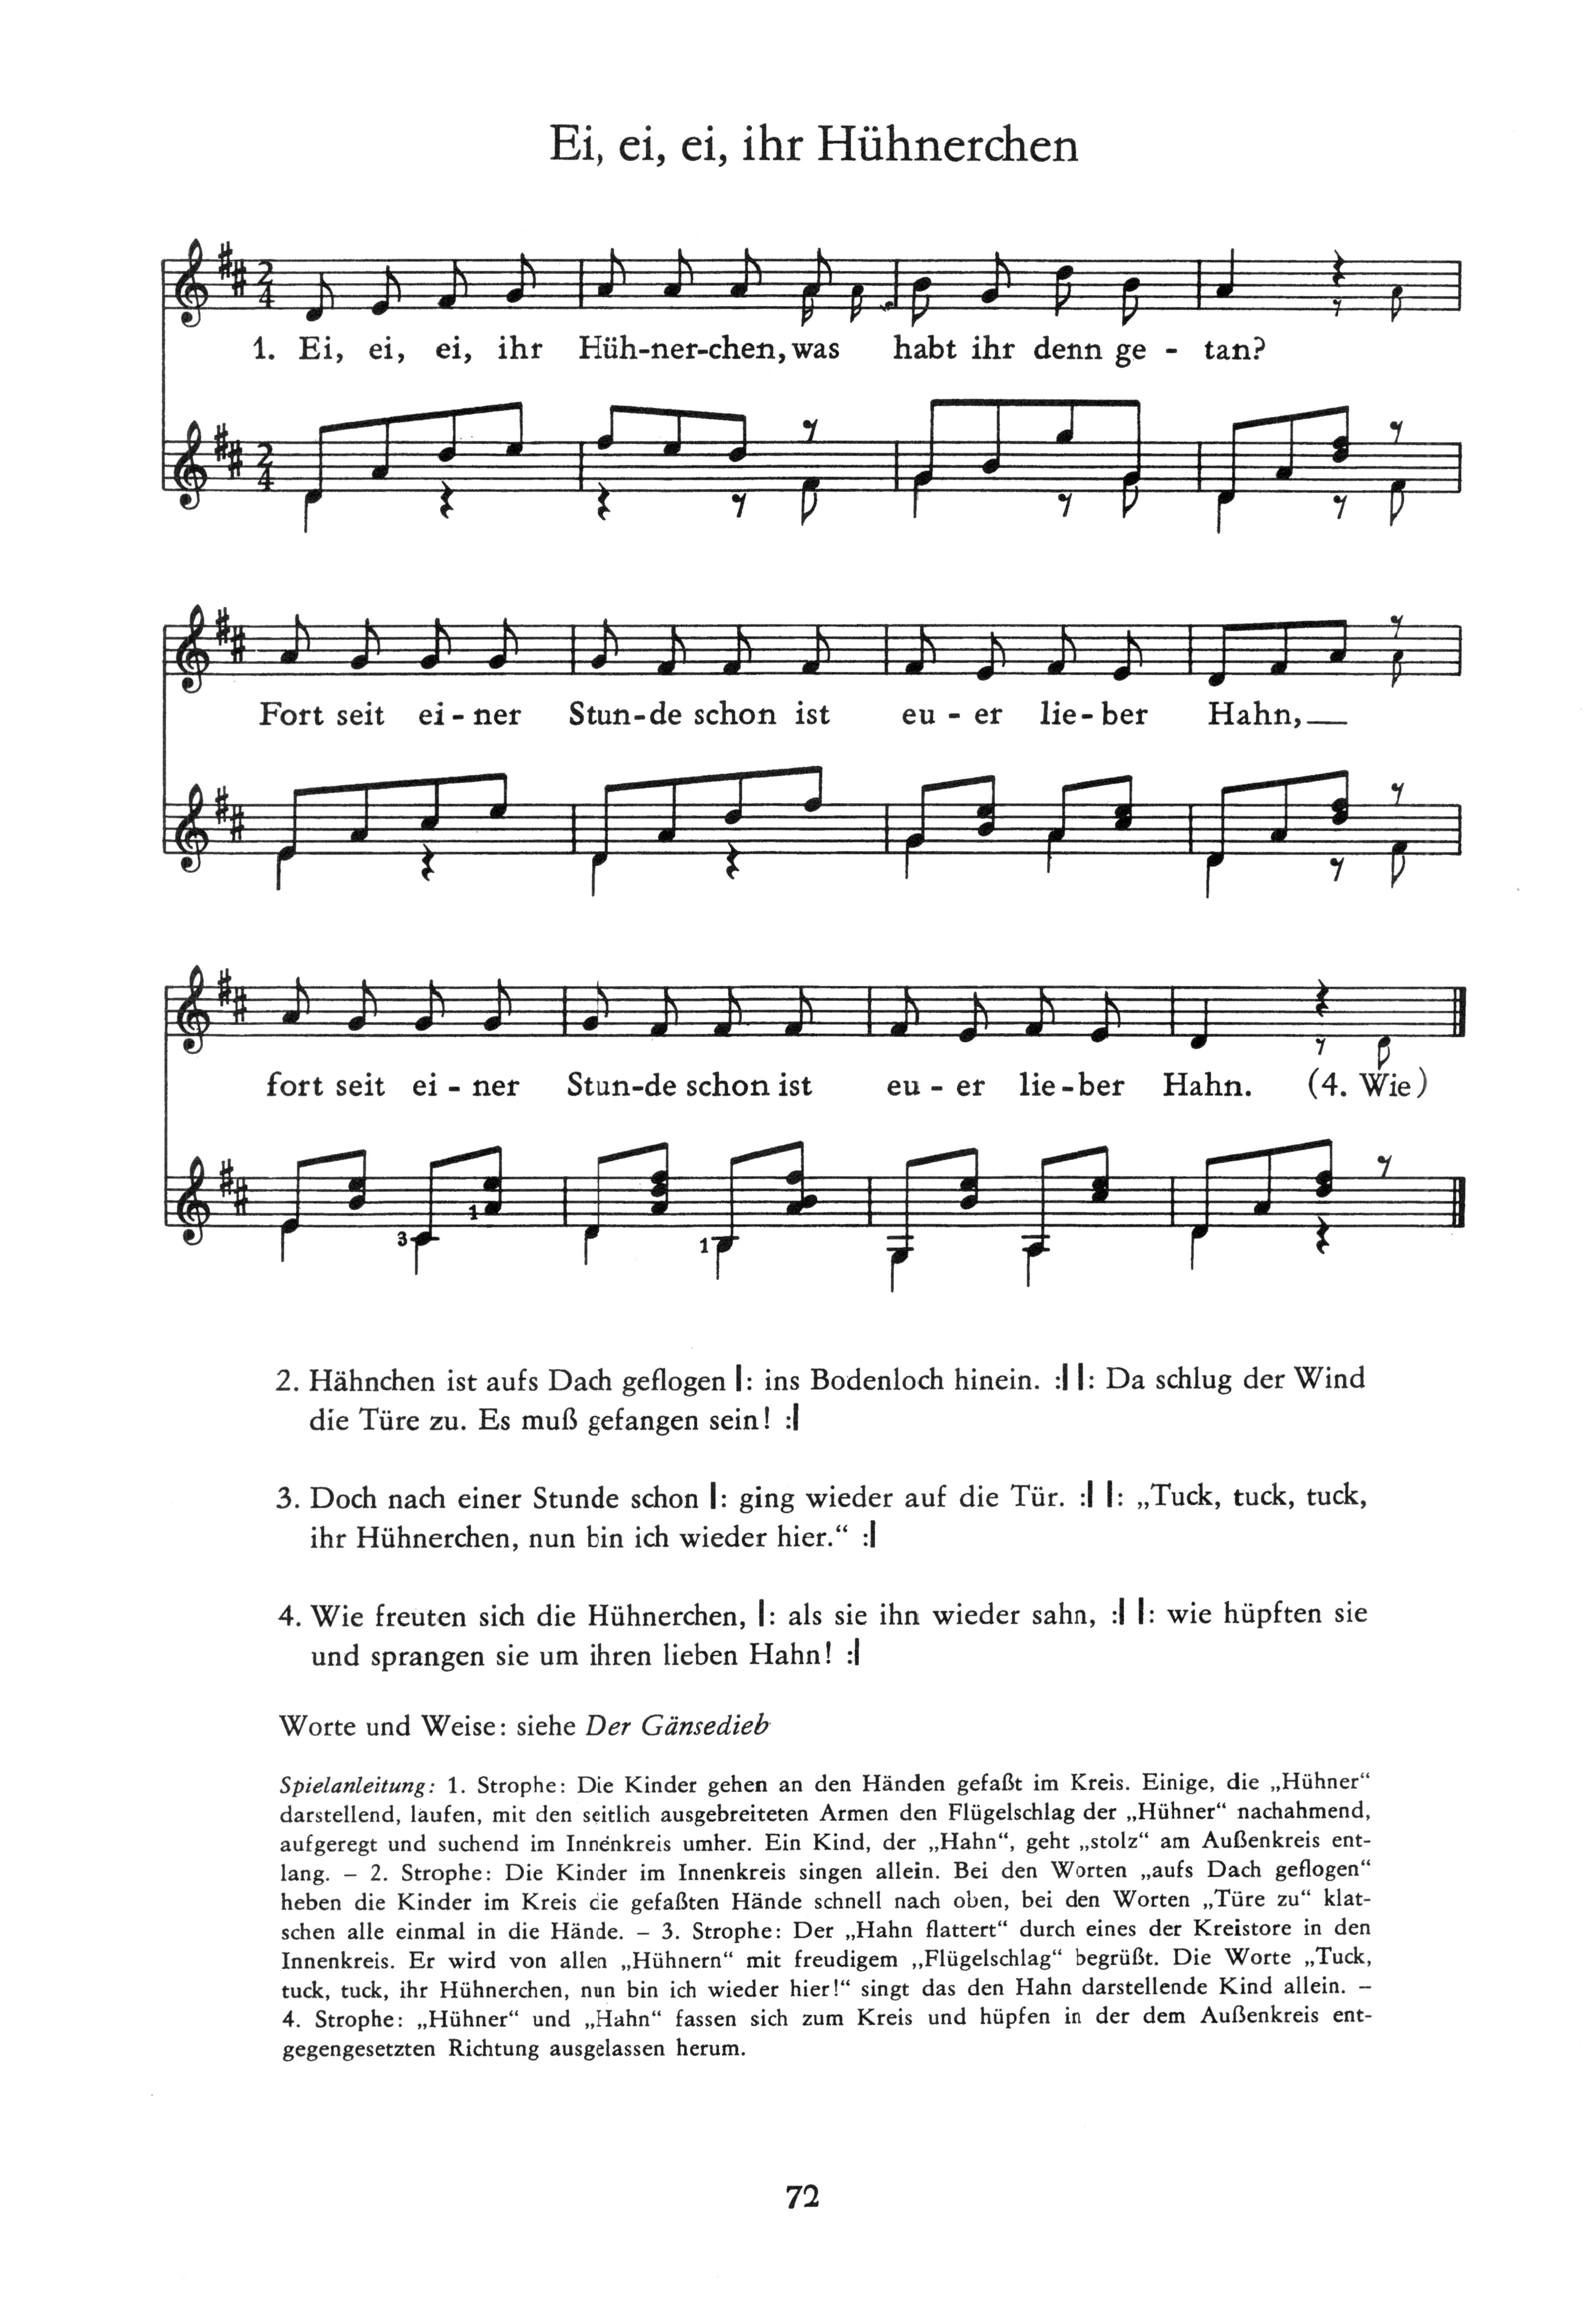 Ei, ei, ei, ihr Hühnerchen
1. Ei, ei, ei, ihr Hüh-ner-chen, was habt ihr denn ge - tan?
Fort seit ei - ner Stun-de schon ist eu - er lie - ber Hahn,
fort seit ei - ner Stun-de schon ist eu - er lie - ber Hahn. (4. Wie)
1
3
1
2. Hähnchen ist aufs Dach geflogen |: ins Bodenloch hinein. :| |: Da schlug der Wind
die Türe zu. Es muß gefangen sein! :|
3. Doch nach einer Stunde schon |: ging wieder auf die Tür. :| |: „Tuck, tuck, tuck,
ihr Hühnerchen, nun bin ich wieder hier.“ :|
4. Wie freuten sich die Hühnerchen, |: als sie ihn wieder sahn, :| |: wie hüpften sie
und sprangen sie um ihren lieben Hahn! :|
Worte und Weise: siehe Der Gänsedieb
Spielanleitung: 1. Strophe: Die Kinder gehen an den Händen gefaßt im Kreis. Einige, die „Hühner“
darstellend, laufen, mit den seitlich ausgebreiteten Armen den Flügelschlag der „Hühner“ nachahmend,
aufgeregt und suchend im Innenkreis umher. Ein Kind, der „Hahn“, geht „stolz“ am Außenkreis ent-
lang. – 2. Strophe: Die Kinder im Innenkreis singen allein. Bei den Worten „aufs Dach geflogen“
heben die Kinder im Kreis die gefaßten Hände schnell nach oben, bei den Worten „Türe zu“ klat-
schen alle einmal in die Hände. – 3. Strophe: Der „Hahn flattert“ durch eines der Kreistore in den
Innenkreis. Er wird von allen „Hühnern“ mit freudigem „Flügelschlag“ begrüßt. Die Worte „Tuck,
tuck, tuck, ihr Hühnerchen, nun bin ich wieder hier!“ singt das den Hahn darstellende Kind allein. –
4. Strophe: „Hühner“ und „Hahn“ fassen sich zum Kreis und hüpfen in der dem Außenkreis ent-
gegengesetzten Richtung ausgelassen herum.
72